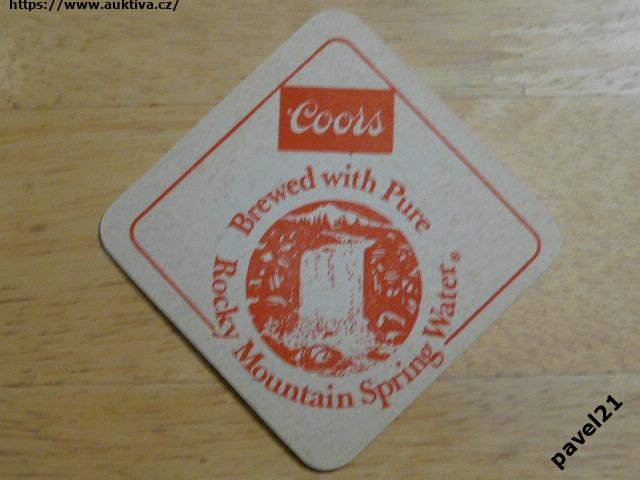 https://www.auktiva.cz/
Coors
Brewed with Pure
Rocky Mountain Spring Water®
pavel21